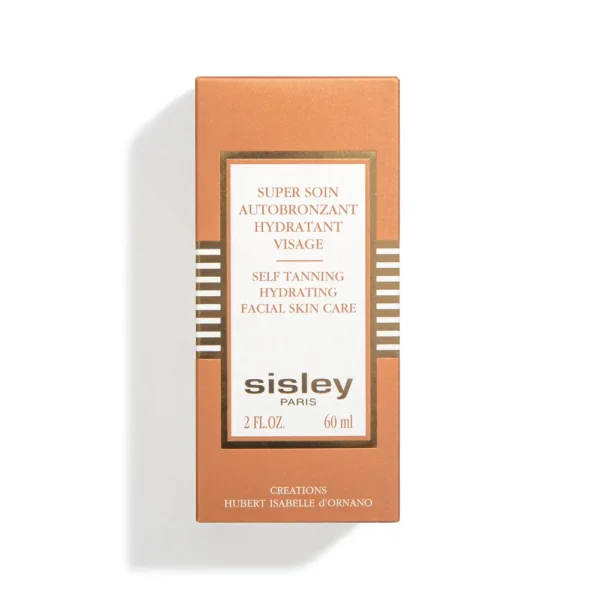 SUPER SOIN
AUTOBRONZANT
HYDRATANT
VISAGE
SELF TANNING
HYDRATING
FACIAL SKIN CARE
sisley
PARIS
2 FL.OZ. 60 ml
CREATIONS
HUBERT ISABELLE d'ORNANO